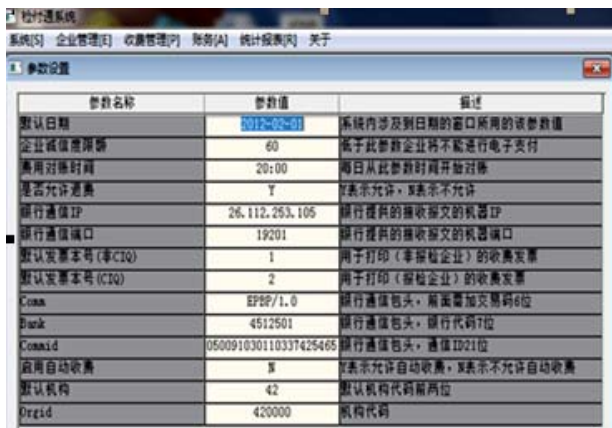 检付通系统
系统[S] 企业管理[E] 收费管理[P] 账务[A] 统计报表[R] 关于
参数设置
参数名称 参数值 描述
默认日期 2012-02-01 系统内涉及到日期的窗口所用的该参数值
企业诚信度限额 60 低于此参数企业将不能进行电子支付
费用对账时间 20:00 每日从此参数时间开始对账
是否允许退费 Y Y表示允许，N表示不允许
银行通信IP 26.112.253.105 银行提供的接收报文的机器IP
银行通信端口 19201 银行提供的接收报文的机器端口
默认发票本号(非CIQ) 1 用于打印（非报检企业）的收费发票
默认发票本号(CIQ) 2 用于打印（报检企业）的收费发票
Comm EPBP/1.0 银行通信包头，前面要加交易码6位
Bank 4512501 银行通信包头，银行代码7位
Commid 050091030110337425465 银行通信包头，通信ID21位
启用自动收费 N Y表示允许自动收费，N表示不允许自动收费
默认机构 42 默认机构代码前两位
Orgid 420000 机构代码